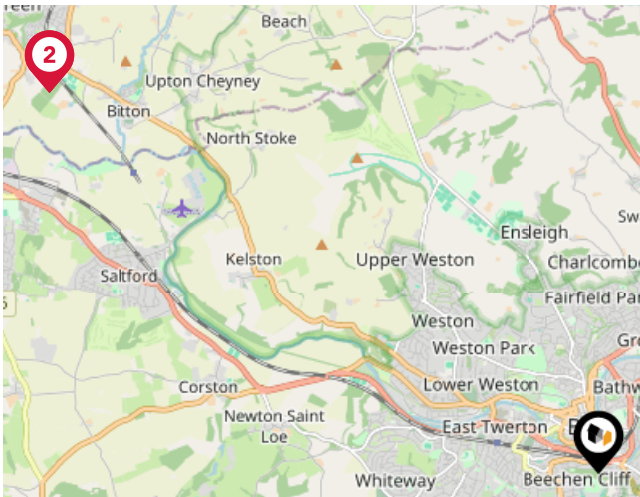 Beach
2
Upton Cheyney
Bitton
North Stoke
Ensleigh
Kelston
Upper Weston
Charlcombe
Saltford
Fairfield Par
Weston
Weston Park
Corston
Lower Weston
Bathw
Newton Saint
Loe
East Twerton
Whiteway
Beechen Cliff